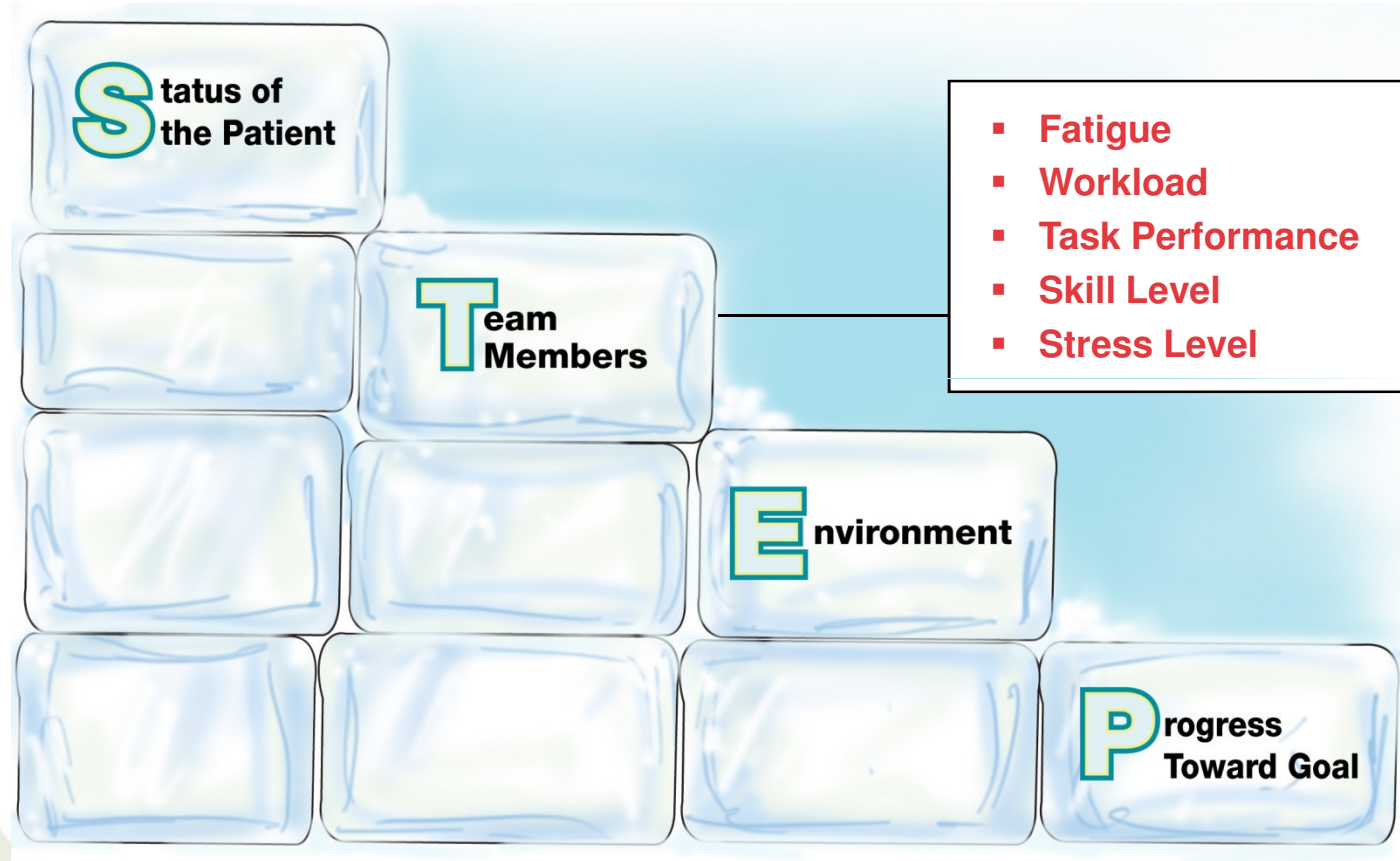 Status of
the Patient
Team
Members
▪ Fatigue
▪ Workload
▪ Task Performance
▪ Skill Level
▪ Stress Level
Environment
Progress
Toward Goal